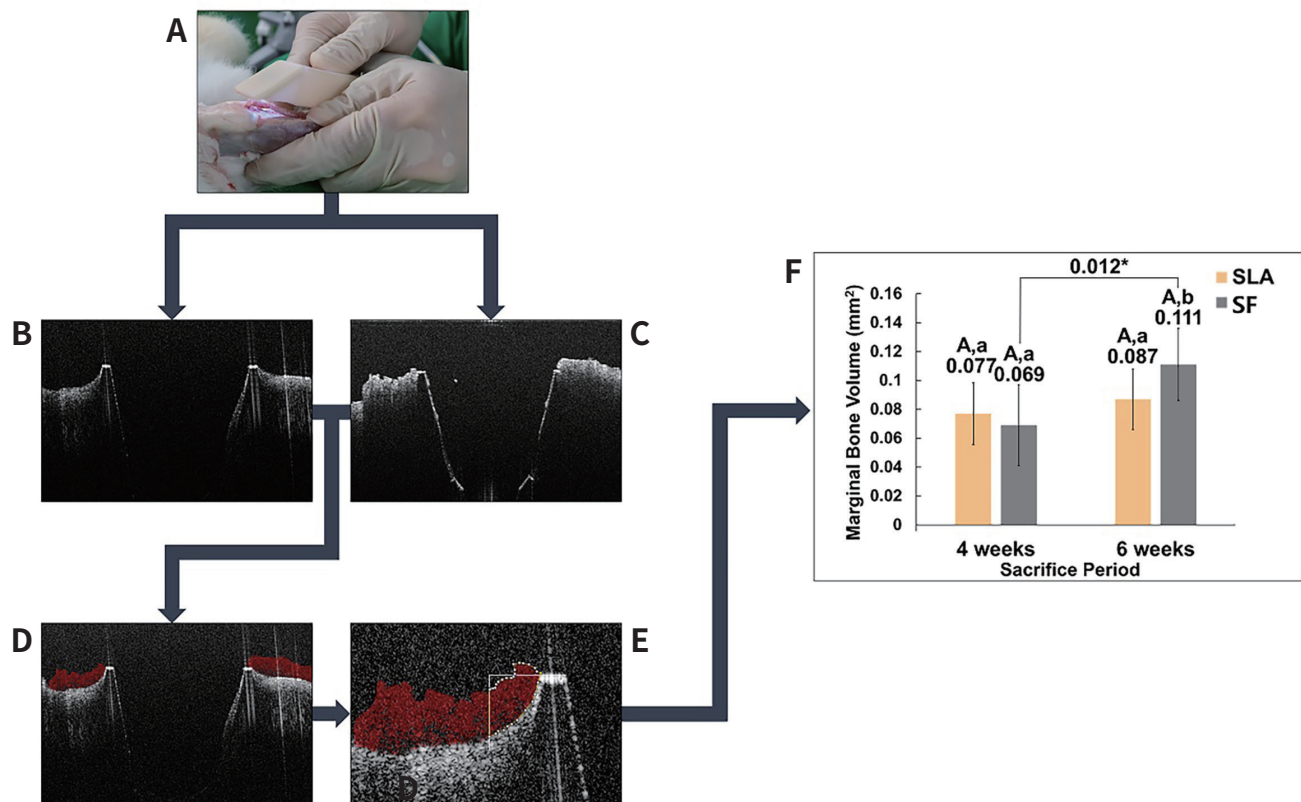 A
B
C
D
E
D
F
0.012*
SLA
SF
Marginal Bone Volume (mm²)
0.16
0.14
0.12
0.1
0.08
0.06
0.04
0.02
0
A,a
0.077
A,a
0.069
A,a
0.087
A,b
0.111
4 weeks
6 weeks
Sacrifice Period